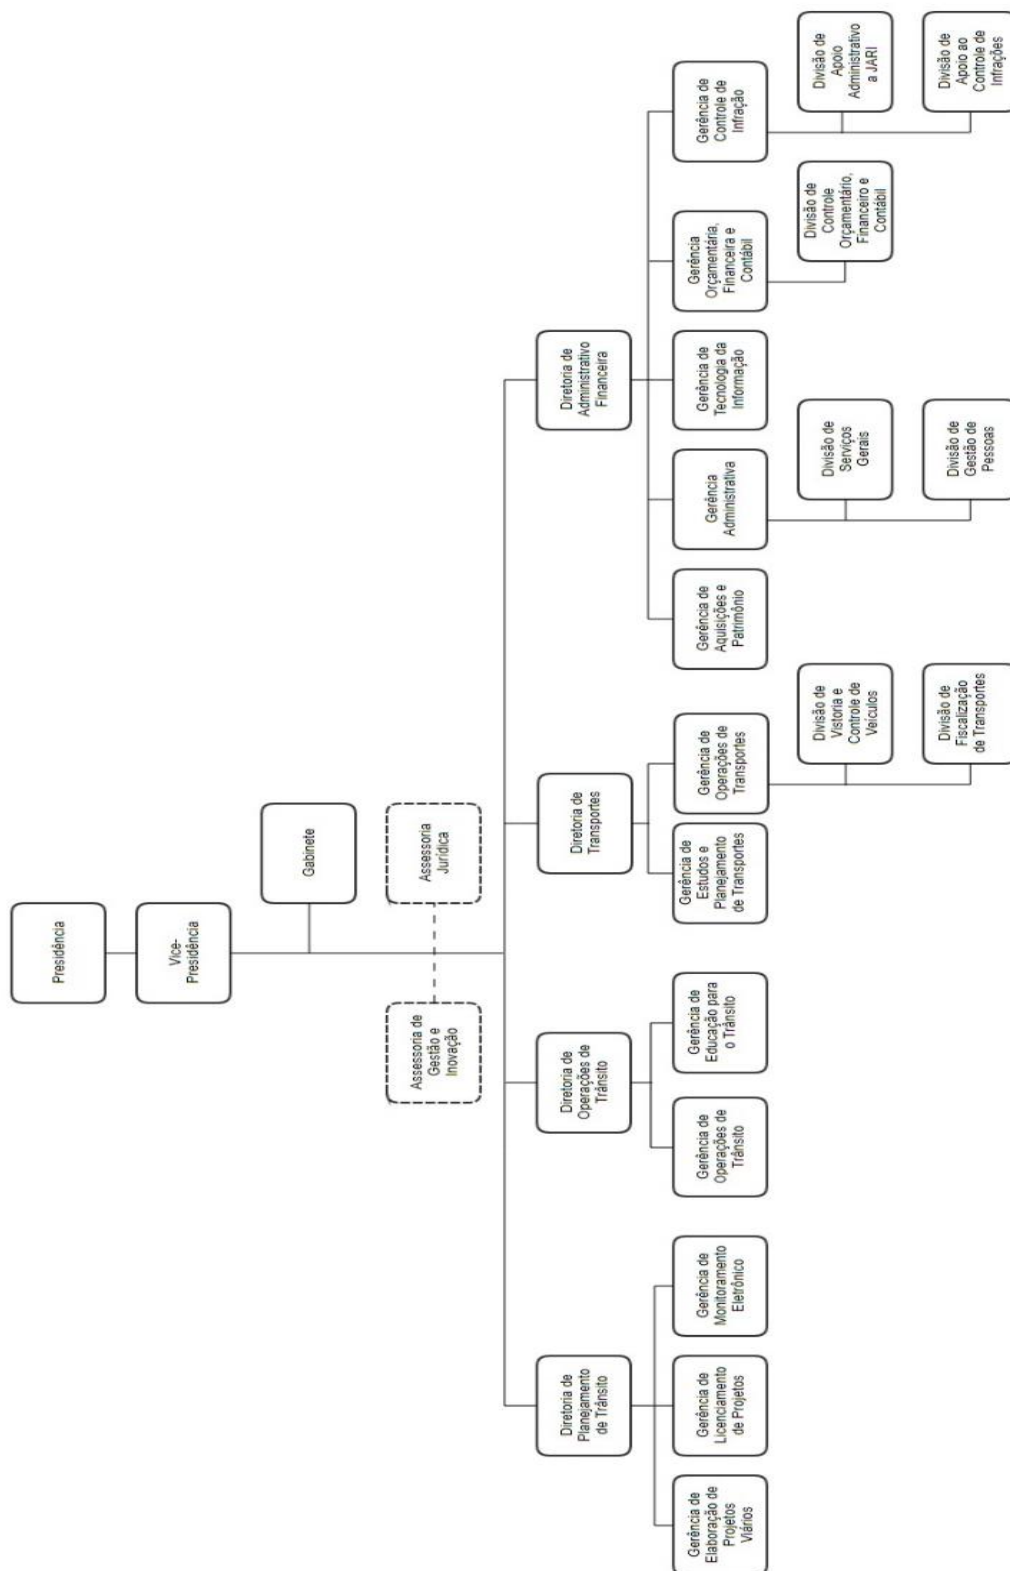 Presidência
Vice-
Presidência
Gabinete
Assessoria de
Gestão e
Inovação
Assessoria
Jurídica
Diretoria de
Planejamento
de Trânsito
Diretoria de
Operações de
Trânsito
Diretoria de
Transportes
Diretoria de
Administrativo
Financeira
Gerência de
Elaboração de
Projetos
Viários
Gerência de
Licenciamento
de Projetos
Gerência de
Monitoramento
Eletrônico
Gerência de
Operações de
Trânsito
Gerência de
Educação para
o Trânsito
Gerência de
Estudos e
Planejamento
de Transportes
Gerência de
Operações de
Transportes
Gerência de
Aquisições e
Patrimônio
Gerência
Administrativa
Gerência de
Tecnologia da
Informação
Gerência
Orçamentária,
Financeira e
Contábil
Gerência de
Controle de
Infração
Divisão de
Vistoria e
Controle de
Veículos
Divisão de
Serviços
Gerais
Divisão de
Controle
Orçamentário,
Financeiro e
Contábil
Divisão de
Apoio
Administrativo
a JARI
Divisão de
Fiscalização
de Transportes
Divisão de
Gestão de
Pessoas
Divisão de
Apoio ao
Controle de
Infrações